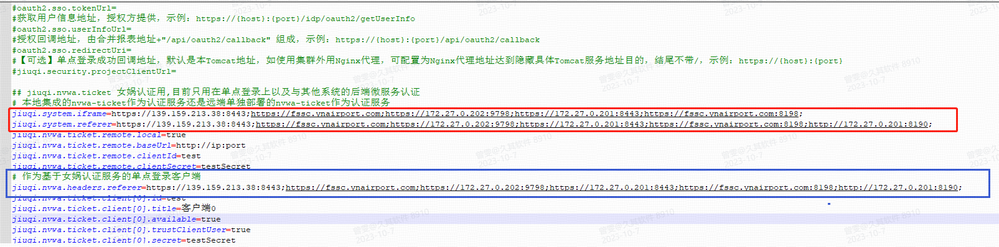 #oauth2.sso.tokenUrl=
#获取用户信息地址，授权方提供，示例：https://{host}:{port}/idp/oauth2/getUserInfo
#oauth2.sso.userInfoUrl=
#授权回调地址，由合并报表地址+"/api/oauth2/callback" 组成，示例：https://{host}:{port}/api/oauth2/callback
#oauth2.sso.redirectUri=
#【可选】单点登录成功回调地址，默认是本Tomcat地址，如使用集群外用Nginx代理，可配置为Nginx代理地址达到隐藏具体Tomcat服务地址目的，结尾不带/，示例：https://{host}:{port}
#jiuqi.security.projectClientUrl=
## jiuqi.nvwa.ticket 女娲认证用,目前只用在单点登录上以及与其他系统的后端微服务认证
# 本地集成的nvwa-ticket作为认证服务还是远端单独部署的nvwa-ticket作为认证服务
jiuqi.system.iframe=https://139.159.213.38:8443;https://fssc.ynairport.com;https://172.27.0.202:9798;https://172.27.0.201:8443;https://fssc.ynairport.com:8198;
jiuqi.system.referer=https://139.159.213.38:8443;https://fssc.ynairport.com;https://172.27.0.202:9798;https://172.27.0.201:8443;https://fssc.ynairport.com:8198;http://172.27.0.201:8190;
jiuqi.nvwa.ticket.remote.local=true
jiuqi.nvwa.ticket.remote.baseUrl=http://ip:port
jiuqi.nvwa.ticket.remote.clientId=test
jiuqi.nvwa.ticket.remote.clientSecret=testSecret
# 作为基于女娲认证服务的单点登录客户端
jiuqi.nvwa.headers.referer=https://139.159.213.38:8443;https://fssc.ynairport.com;https://172.27.0.202:9798;https://172.27.0.201:8443;https://fssc.ynairport.com:8198;http://172.27.0.201:8190;
jiuqi.nvwa.ticket.client[0].id=test
jiuqi.nvwa.ticket.client[0].title=客户端0
jiuqi.nvwa.ticket.client[0].available=true
jiuqi.nvwa.ticket.client[0].trustClientUser=true
jiuqi.nvwa.ticket.client[0].secret=testSecret
曾雯@久其软件 8910
2023-10-7